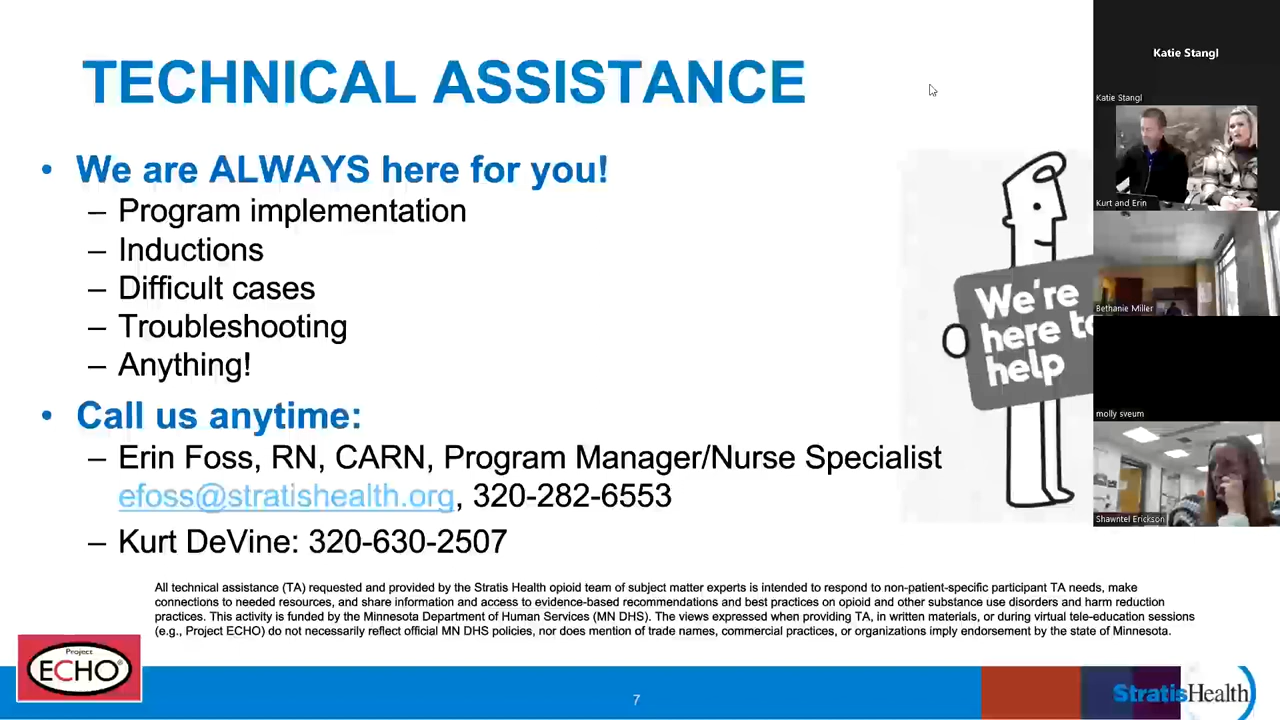 TECHNICAL ASSISTANCE
• We are ALWAYS here for you!
– Program implementation
– Inductions
– Difficult cases
– Troubleshooting
– Anything!
• Call us anytime:
– Erin Foss, RN, CARN, Program Manager/Nurse Specialist
efoss@stratishealth.org, 320-282-6553
– Kurt DeVine: 320-630-2507
We're
here to
help
All technical assistance (TA) requested and provided by the Stratis Health opioid team of subject matter experts is intended to respond to non-patient-specific participant TA needs, make
connections to needed resources, and share information and access to evidence-based recommendations and best practices on opioid and other substance use disorders and harm reduction
practices. This activity is funded by the Minnesota Department of Human Services (MN DHS). The views expressed when providing TA, in written materials, or during virtual tele-education sessions
(e.g., Project ECHO) do not necessarily reflect official MN DHS policies, nor does mention of trade names, commercial practices, or organizations imply endorsement by the state of Minnesota.
Project
ECHO®
7
StratisHealth
Katie Stangl
Katie Stangl
Kurt and Erin
Bethanie Miller
molly sveum
Shawntel Erickson